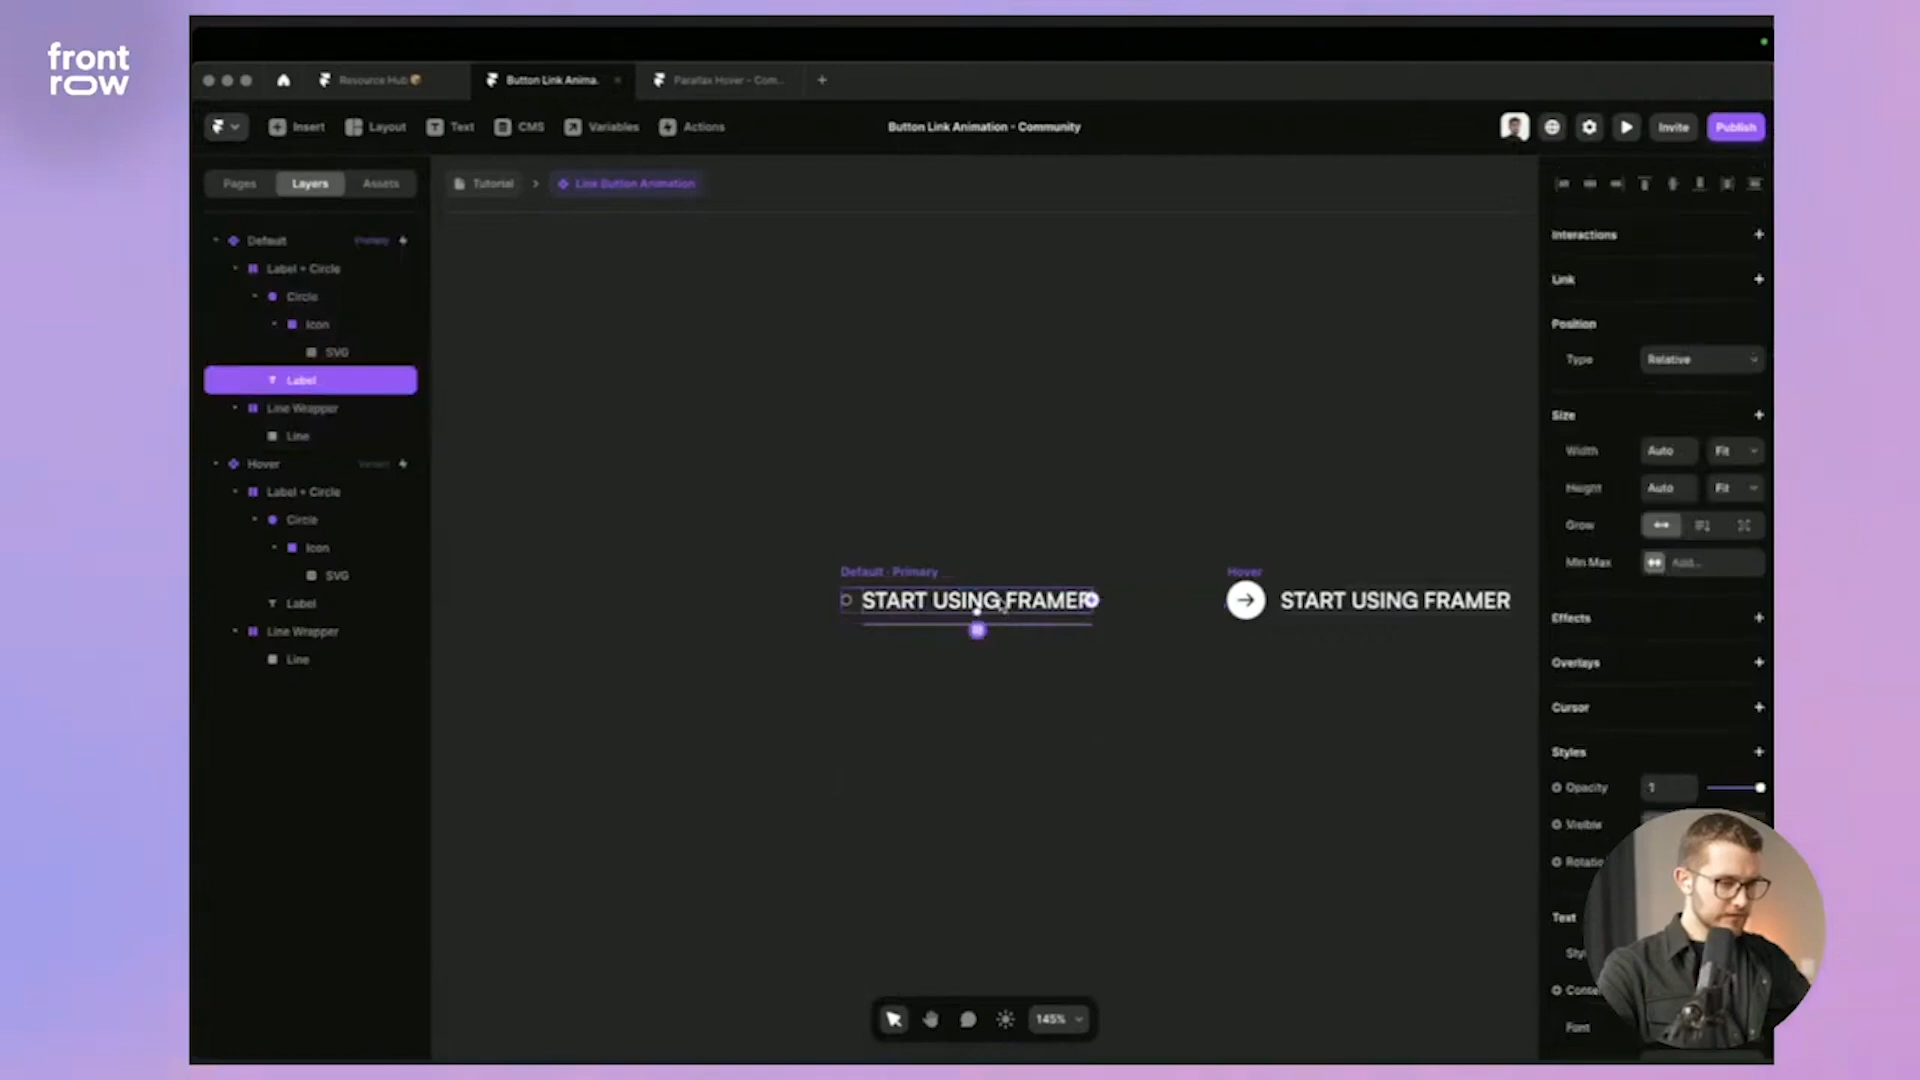 front
row
Resource Hub
Button Link Anima.
Parallax Hover - Com...
Insert
Layout
Text
CMS
Variables
Actions
Button Link Animation - Community
Invite
Publish
Pages
Layers
Assets
Tutorial
Link Button Animation
Default
Primary
Label + Circle
Circle
Icon
SVG
Label
Line Wrapper
Line
Hover
Variant
Label + Circle
Circle
Icon
SVG
Label
Line Wrapper
Line
Default · Primary
START USING FRAMER
Hover
START USING FRAMER
145%
Interactions
Link
Position
Type
Relative
Size
Width
Auto
Fit
Height
Auto
Fit
Grow
Min Max
Add...
Effects
Overlays
Cursor
Styles
Opacity
1
Visible
Text
Font